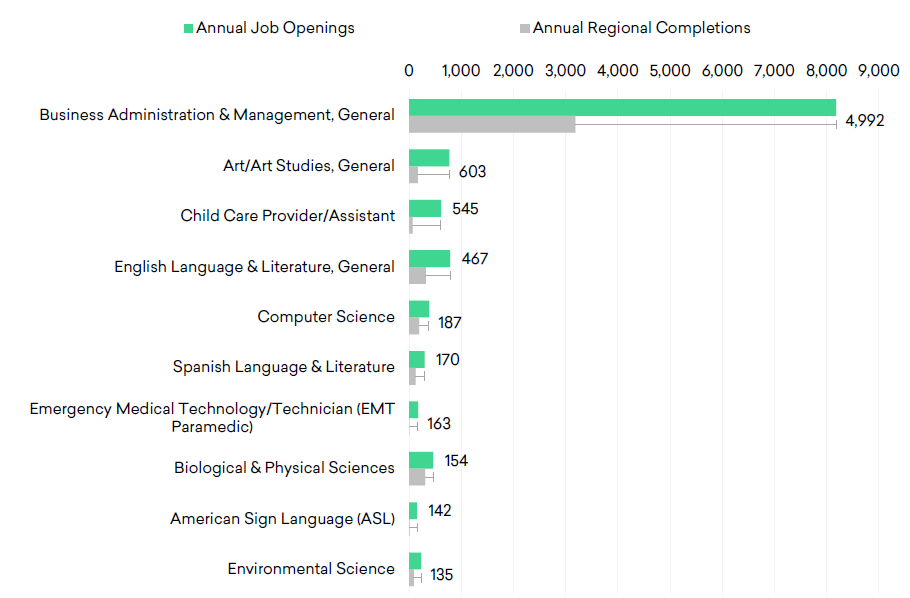 Annual Job Openings
Annual Regional Completions
0 1,000 2,000 3,000 4,000 5,000 6,000 7,000 8,000 9,000
Business Administration & Management, General
4,992
Art/Art Studies, General
603
Child Care Provider/Assistant
545
English Language & Literature, General
467
Computer Science
187
Spanish Language & Literature
170
Emergency Medical Technology/Technician (EMT
Paramedic)
163
Biological & Physical Sciences
154
American Sign Language (ASL)
142
Environmental Science
135